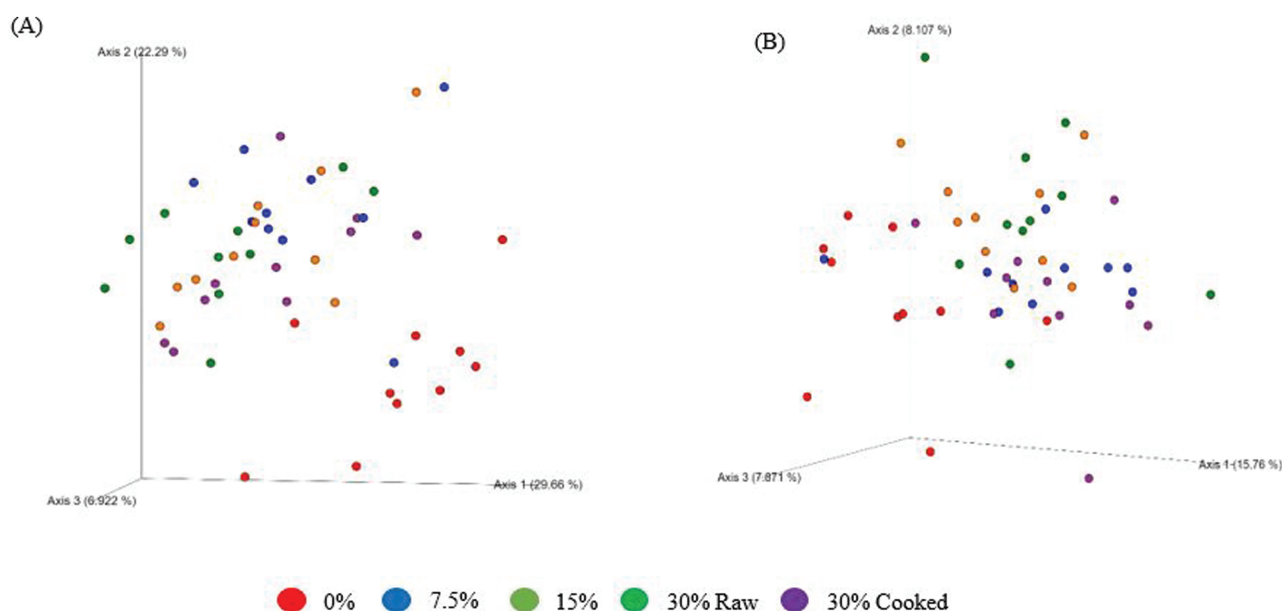 (A)
Axis 2 (22.29 %)
Axis 3 (6.922 %)
Axis 1 (29.66 %)
(B)
Axis 2 (8.107 %)
Axis 3 (7.871 %)
Axis 1 (15.76 %)
0% 7.5% 15% 30% Raw 30% Cooked